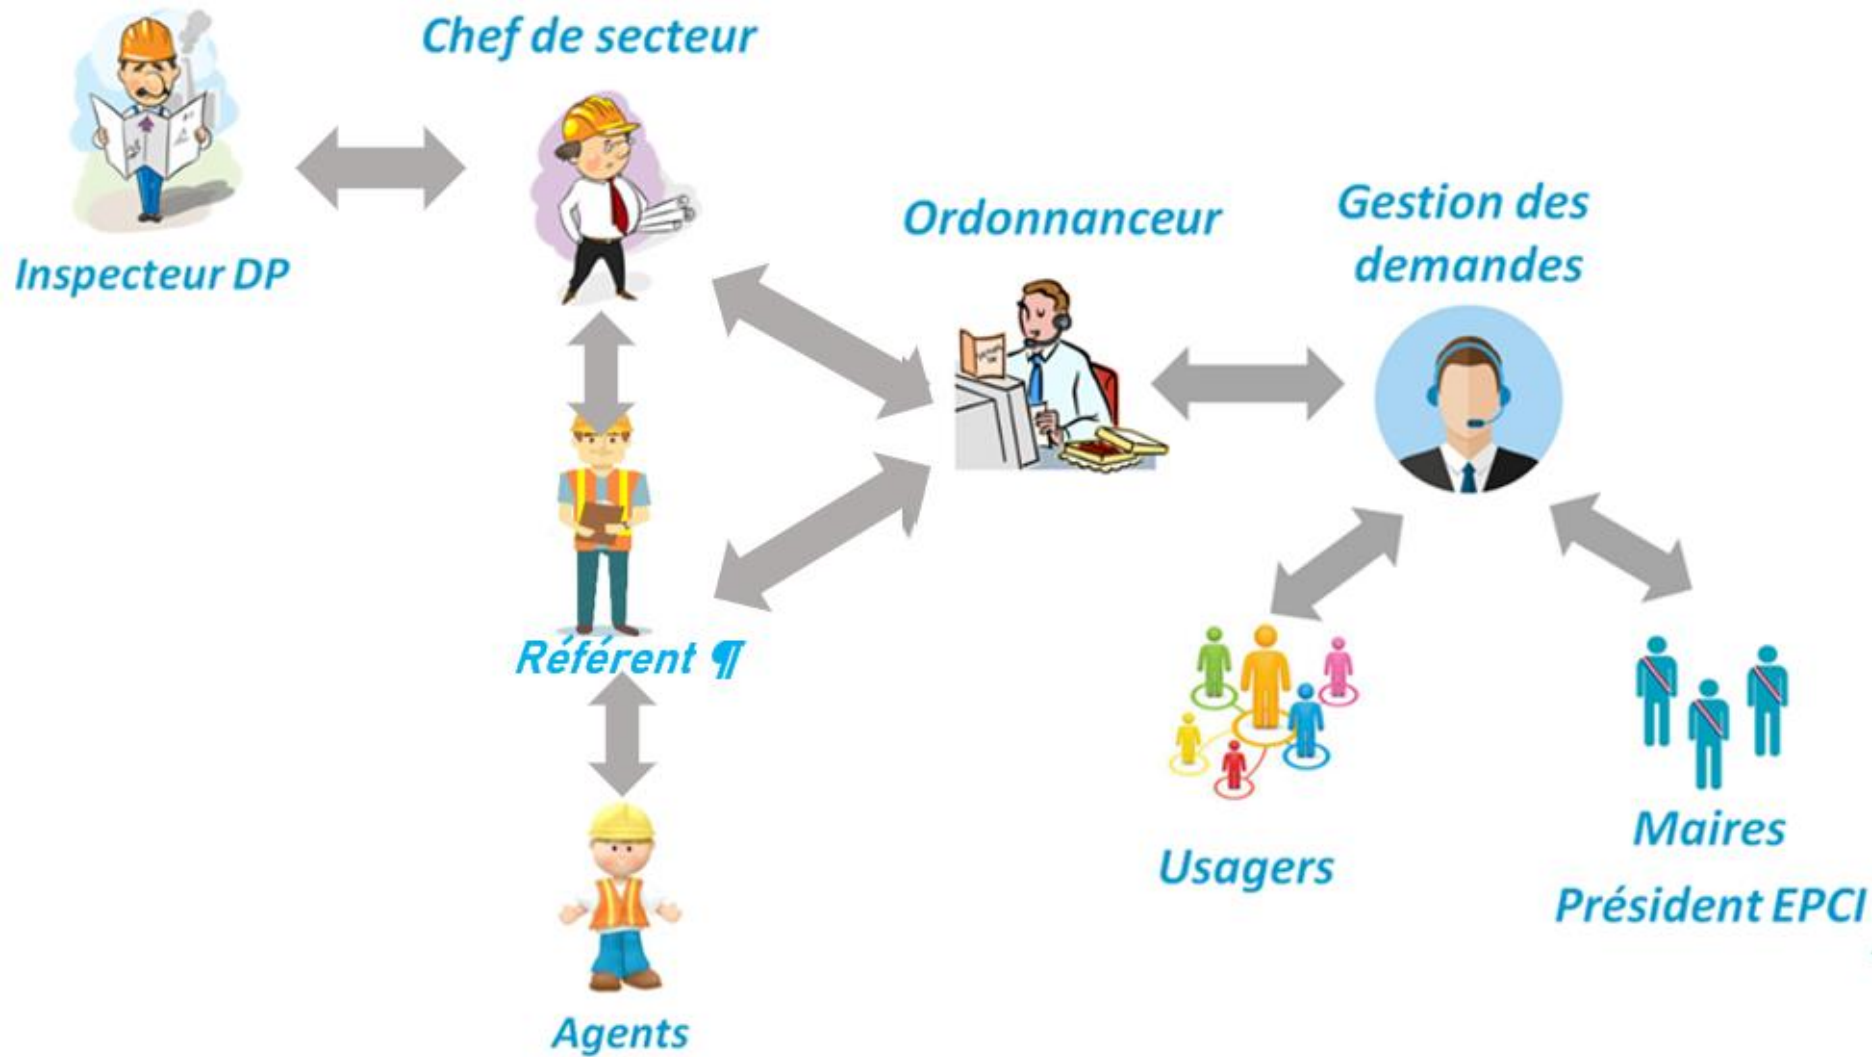 Chef de secteur
Inspecteur DP
Ordonnanceur
Gestion des
demandes
Référent ¶
Usagers
Maires
Président EPCI
Agents